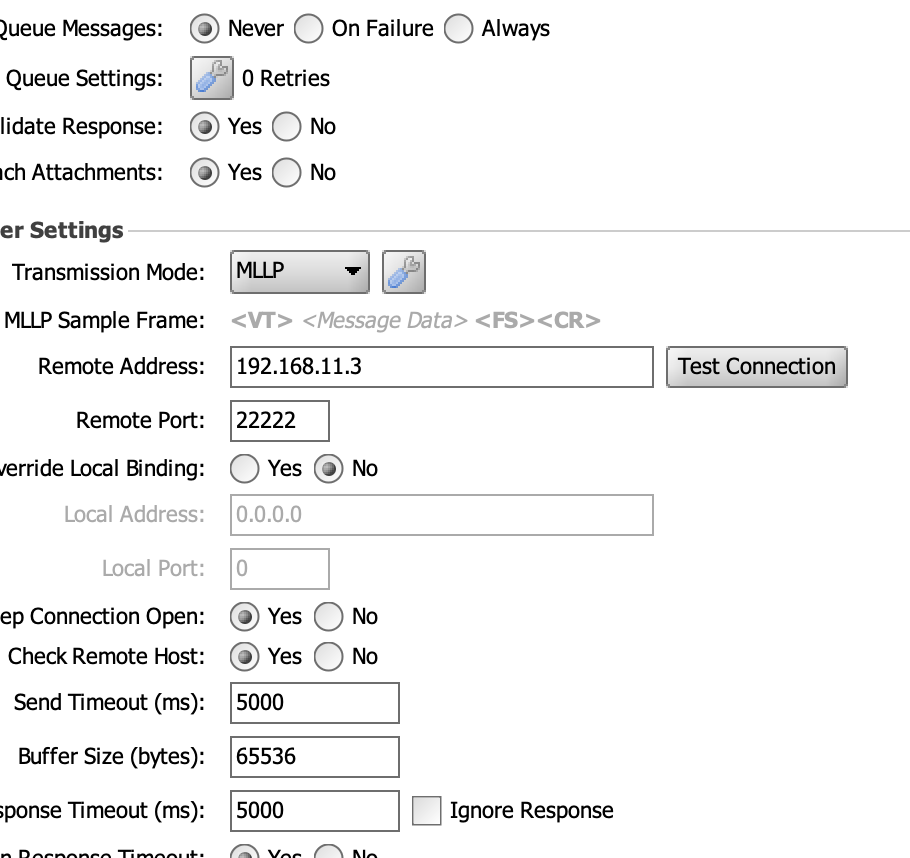 Queue Messages: Never On Failure Always
Queue Settings: 0 Retries
lidate Response: Yes No
ach Attachments: Yes No
er Settings
Transmission Mode: MLLP
MLLP Sample Frame: <VT> <Message Data> <FS><CR>
Remote Address: 192.168.11.3 Test Connection
Remote Port: 22222
verride Local Binding: Yes No
Local Address: 0.0.0.0
Local Port: 0
ep Connection Open: Yes No
Check Remote Host: Yes No
Send Timeout (ms): 5000
Buffer Size (bytes): 65536
sponse Timeout (ms): 5000 Ignore Response
n Response Timeout: Yes No